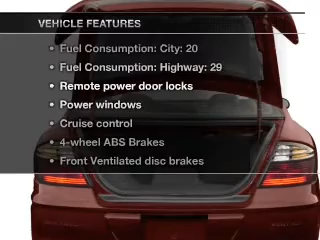 VEHICLE FEATURES
• Fuel Consumption: City: 20
• Fuel Consumption: Highway: 29
• Remote power door locks
• Power windows
• Cruise control
• 4-wheel ABS Brakes
• Front Ventilated disc brakes